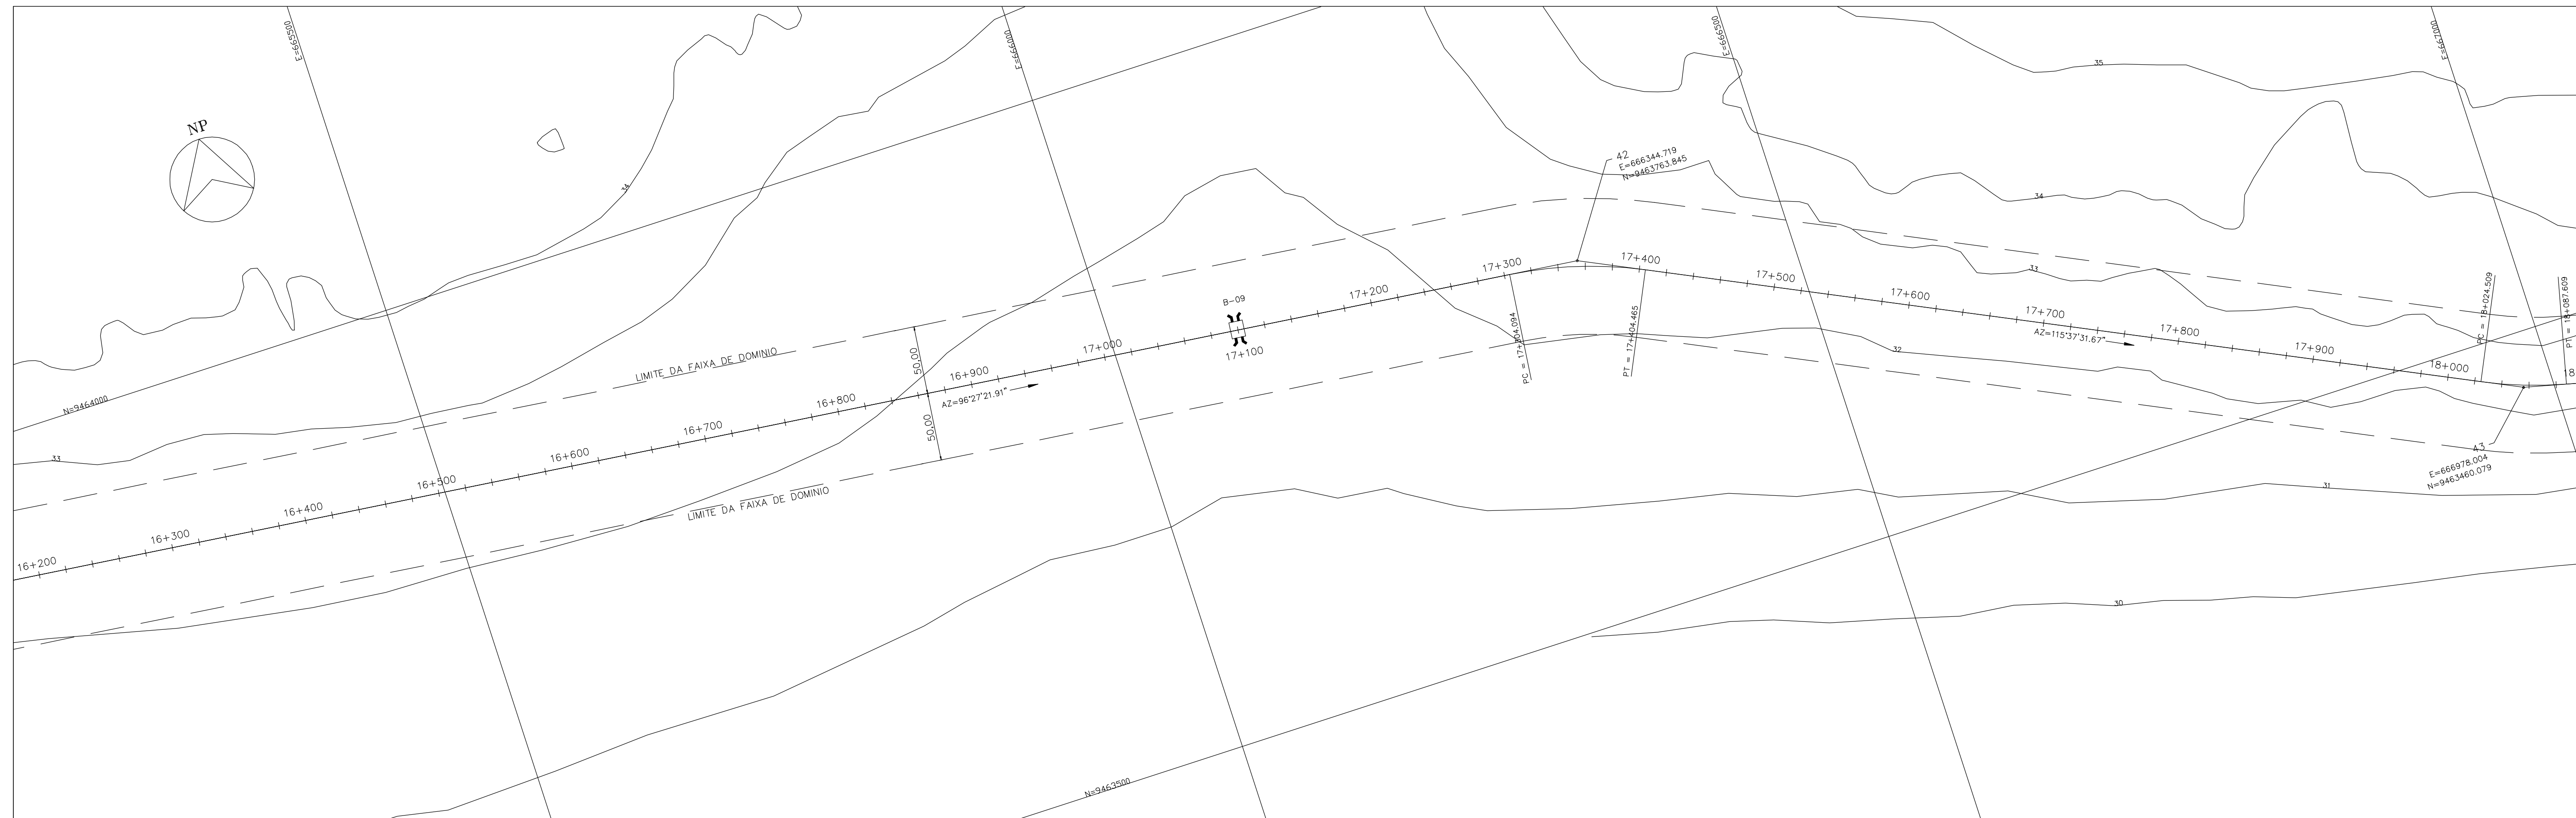 E=665500
E=666000
E=666500
E=667000
NP
35
34
34
33
33
32
31
30
42
E=666344.719
N=9463763.845
N=9464000
N=9463500
LIMITE DA FAIXA DE DOMINIO
LIMITE DA FAIXA DE DOMINIO
50,00
50,00
AZ=96°27'21.91"
B-09
16+200
16+300
16+400
16+500
16+600
16+700
16+800
16+900
17+000
17+100
17+200
17+300
17+400
17+500
17+600
17+700
17+800
17+900
18+000
18
PC = 17+304.094
PT = 17+404.465
AZ=115°37'31.67"
PC = 18+024.509
PT = 18+087.609
43
E=666978.004
N=9463460.079